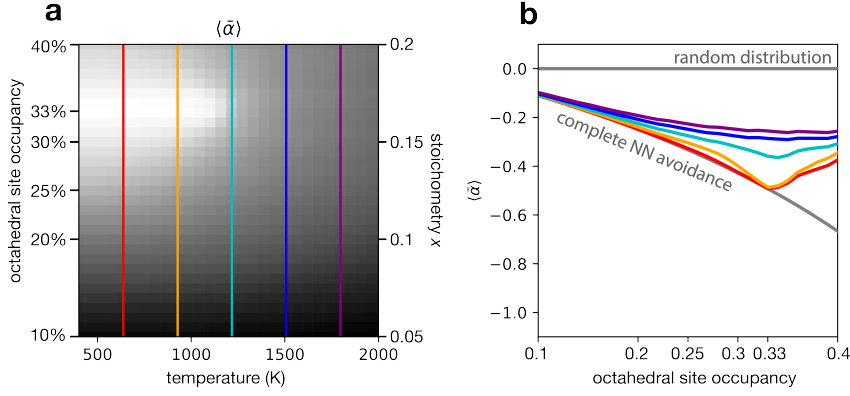 a
⟨ᾱ⟩
40%
33%
30%
25%
20%
10%
octahedral site occupancy
0.2
0.15
0.1
0.05
stoichometry x
500
1000
1500
2000
temperature (K)
b
random distribution
complete NN avoidance
0.0
−0.2
−0.4
−0.6
−0.8
−1.0
⟨ᾱ⟩
0.1
0.2
0.25
0.3
0.33
0.4
octahedral site occupancy